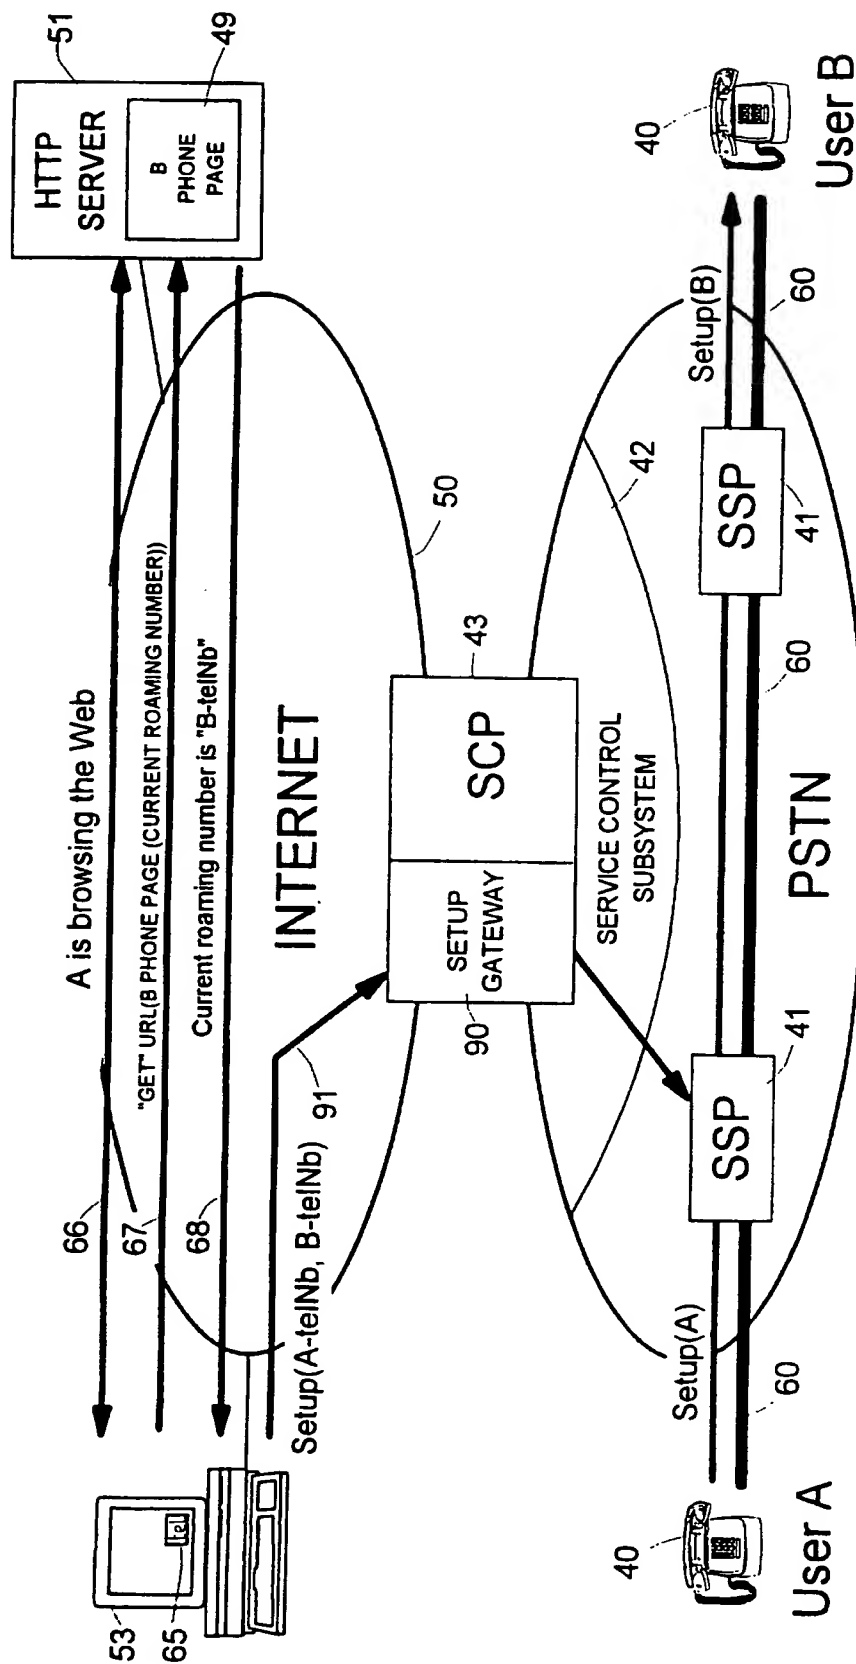 51
49
HTTP
SERVER
B
PHONE
PAGE
A is browsing the Web
66
"GET" URL(B PHONE PAGE (CURRENT ROAMING NUMBER))
67
Current roaming number is "B-telNb"
68
53
65
tel
INTERNET
50
Setup(A-telNb, B-telNb)
91
SETUP
GATEWAY
90
SCP
43
SERVICE CONTROL
SUBSYSTEM
42
Setup(A)
Setup(B)
40
40
SSP
41
SSP
41
60
60
60
User A
PSTN
User B